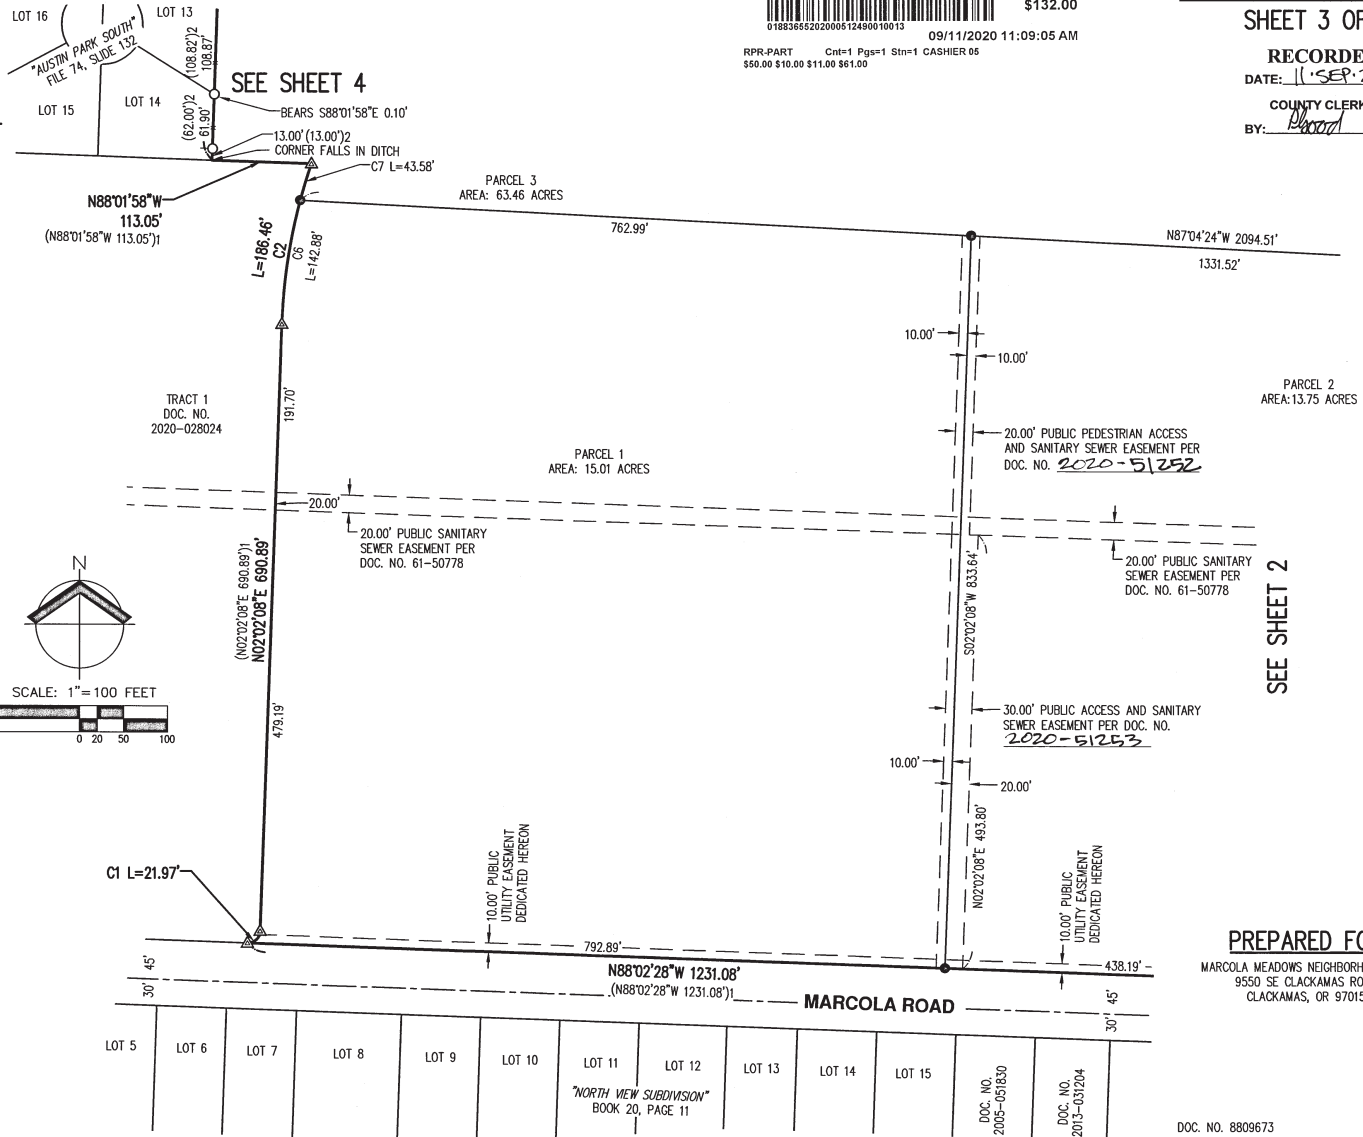 LOT 16
LOT 13
"AUSTIN PARK SOUTH"
FILE 74, SLIDE 132
(108.82')2
108.87'
LOT 15
LOT 14
(62.00')2
61.90'
SEE SHEET 4
BEARS S88°01'58"E 0.10'
13.00'(13.00')2
CORNER FALLS IN DITCH
C7 L=43.58'
N88°01'58"W
113.05'
(N88°01'58"W 113.05')1
01883655202000512490010013
$132.00
09/11/2020 11:09:05 AM
RPR-PART Cnt=1 Pgs=1 Stn=1 CASHIER 05
$50.00 $10.00 $11.00 $61.00
SHEET 3 OF
RECORDE
DATE: 11·SEP·2
COUNTY CLERK
BY:
PARCEL 3
AREA: 63.46 ACRES
762.99'
N87°04'24"W 2094.51'
1331.52'
L=186.46'
C2
C6
L=142.88'
10.00'
10.00'
PARCEL 2
AREA:13.75 ACRES
TRACT 1
DOC. NO.
2020-028024
191.70'
20.00' PUBLIC PEDESTRIAN ACCESS
AND SANITARY SEWER EASEMENT PER
DOC. NO. 2020-51252
PARCEL 1
AREA: 15.01 ACRES
20.00'
20.00' PUBLIC SANITARY
SEWER EASEMENT PER
DOC. NO. 61-50778
20.00' PUBLIC SANITARY
SEWER EASEMENT PER
DOC. NO. 61-50778
(N02°02'08"E 690.89')1
N02°02'08"E 690.89'
S02°02'08"W 833.64'
SEE SHEET 2
N
SCALE: 1"=100 FEET
0 20 50 100
479.19'
30.00' PUBLIC ACCESS AND SANITARY
SEWER EASEMENT PER DOC. NO.
2020-51253
10.00'
20.00'
N02°02'08"E 493.80'
C1 L=21.97'
10.00' PUBLIC
UTILITY EASEMENT
DEDICATED HEREON
10.00' PUBLIC
UTILITY EASEMENT
DEDICATED HEREON
792.89'
438.19'
N88°02'28"W 1231.08'
(N88°02'28"W 1231.08')1
45'
30'
45'
30'
MARCOLA ROAD
PREPARED FO
MARCOLA MEADOWS NEIGHBORH
9550 SE CLACKAMAS RO
CLACKAMAS, OR 97015
LOT 5
LOT 6
LOT 7
LOT 8
LOT 9
LOT 10
LOT 11
LOT 12
LOT 13
LOT 14
LOT 15
DOC. NO.
2005-051830
DOC. NO.
2013-031204
"NORTH VIEW SUBDIVISION"
BOOK 20, PAGE 11
DOC. NO. 8809673